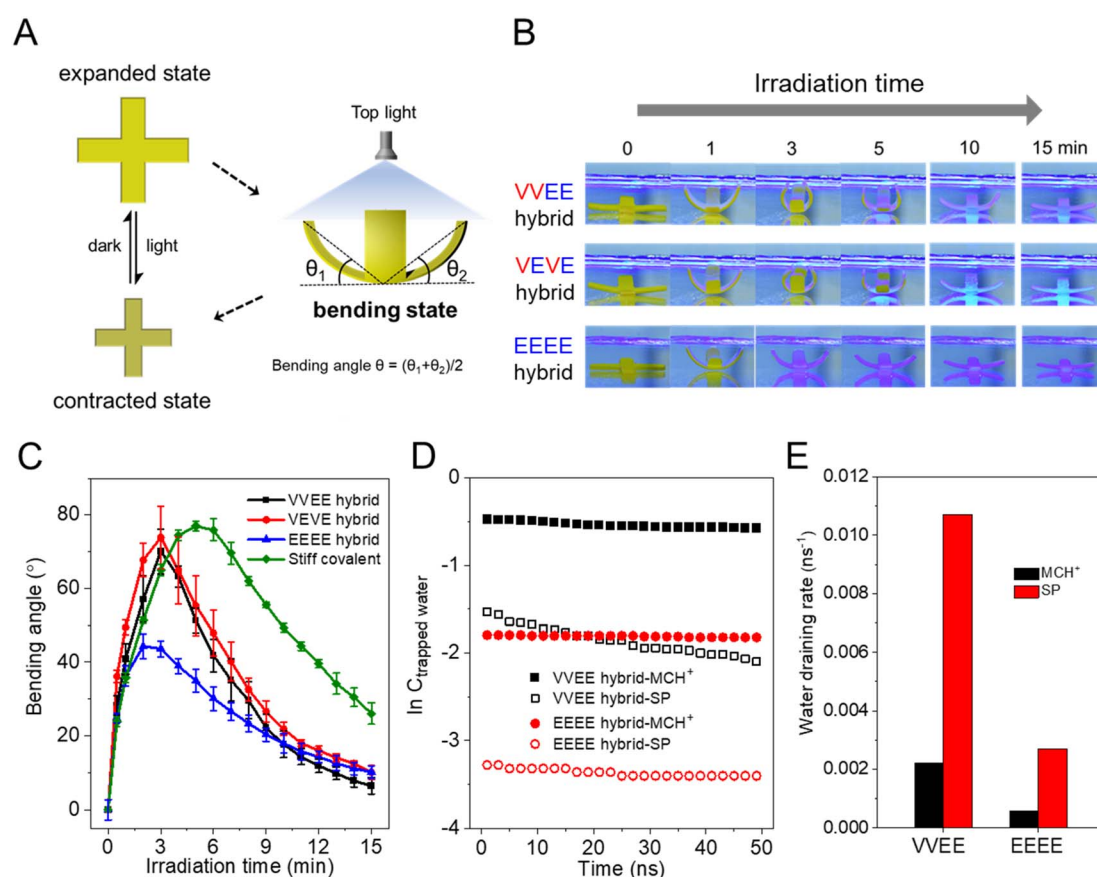 A
expanded state
dark
light
contracted state
Top light
θ1
θ2
bending state
Bending angle θ = (θ1+θ2)/2
B
Irradiation time
0 1 3 5 10 15 min
VVEE
hybrid
VEVE
hybrid
EEEE
hybrid
C
Bending angle (°)
80
60
40
20
0
VVEE hybrid
VEVE hybrid
EEEE hybrid
Stiff covalent
0 3 6 9 12 15
Irradiation time (min)
D
ln Ctrapped water
0
−1
−2
−3
−4
VVEE hybrid-MCH⁺
VVEE hybrid-SP
EEEE hybrid-MCH⁺
EEEE hybrid-SP
0 10 20 30 40 50
Time (ns)
E
Water draining rate (ns⁻¹)
0.012
0.010
0.008
0.006
0.004
0.002
0.000
MCH⁺
SP
VVEE EEEE